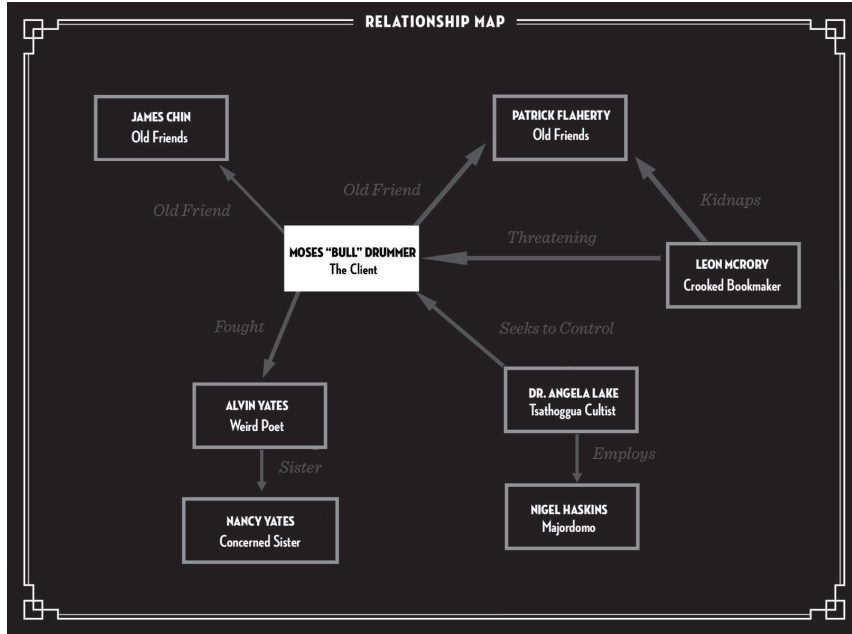 RELATIONSHIP MAP
JAMES CHIN
Old Friends
PATRICK FLAHERTY
Old Friends
Old Friend
Old Friend
Kidnaps
MOSES “BULL” DRUMMER
The Client
Threatening
LEON MCRORY
Crooked Bookmaker
Fought
Seeks to Control
ALVIN YATES
Weird Poet
DR. ANGELA LAKE
Tsathoggua Cultist
Sister
Employs
NANCY YATES
Concerned Sister
NIGEL HASKINS
Majordomo